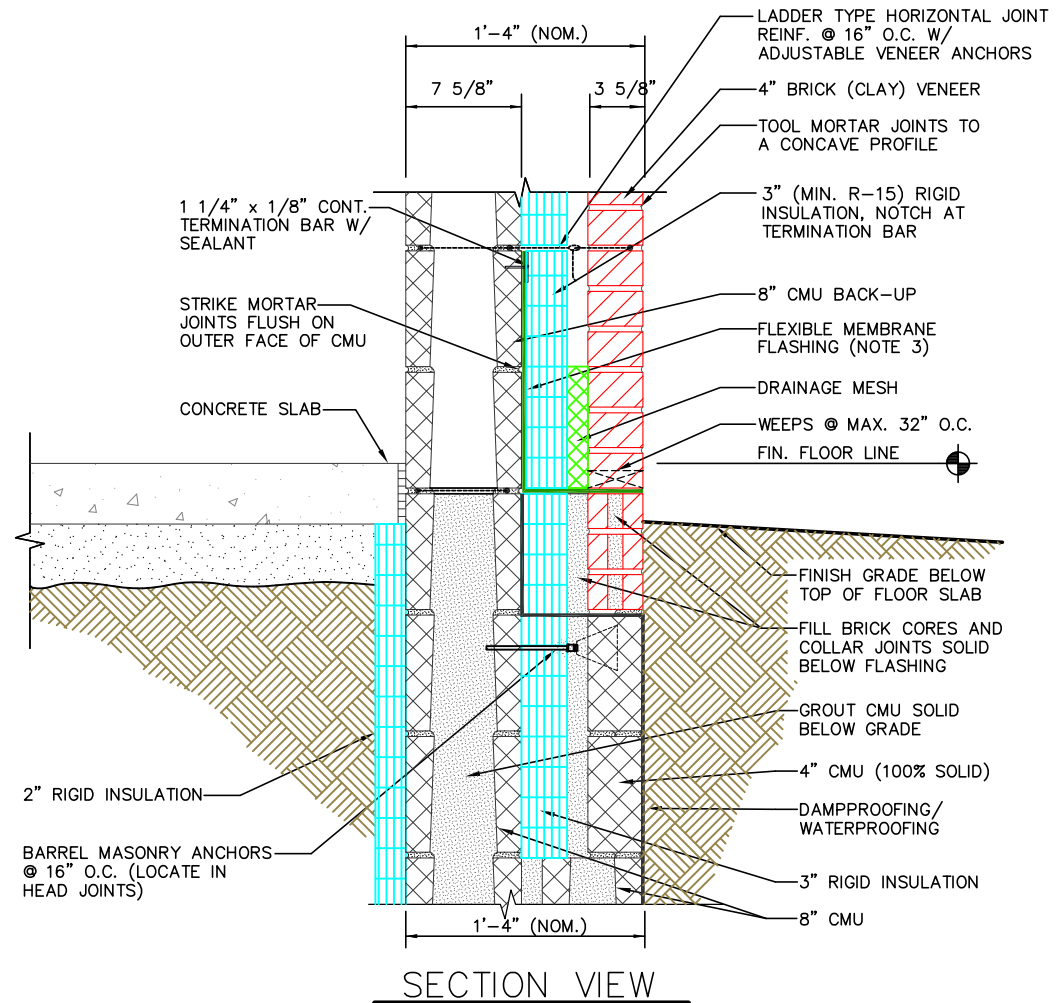 1'-4" (NOM.)
7 5/8"
3 5/8"
LADDER TYPE HORIZONTAL JOINT
REINF. @ 16" O.C. W/
ADJUSTABLE VENEER ANCHORS
4" BRICK (CLAY) VENEER
TOOL MORTAR JOINTS TO
A CONCAVE PROFILE
3" (MIN. R-15) RIGID
INSULATION, NOTCH AT
TERMINATION BAR
8" CMU BACK-UP
FLEXIBLE MEMBRANE
FLASHING (NOTE 3)
DRAINAGE MESH
WEEPS @ MAX. 32" O.C.
FIN. FLOOR LINE
1 1/4" x 1/8" CONT.
TERMINATION BAR W/
SEALANT
STRIKE MORTAR
JOINTS FLUSH ON
OUTER FACE OF CMU
CONCRETE SLAB
2" RIGID INSULATION
BARREL MASONRY ANCHORS
@ 16" O.C. (LOCATE IN
HEAD JOINTS)
FINISH GRADE BELOW
TOP OF FLOOR SLAB
FILL BRICK CORES AND
COLLAR JOINTS SOLID
BELOW FLASHING
GROUT CMU SOLID
BELOW GRADE
4" CMU (100% SOLID)
DAMPPROOFING/
WATERPROOFING
3" RIGID INSULATION
8" CMU
1'-4" (NOM.)
SECTION VIEW